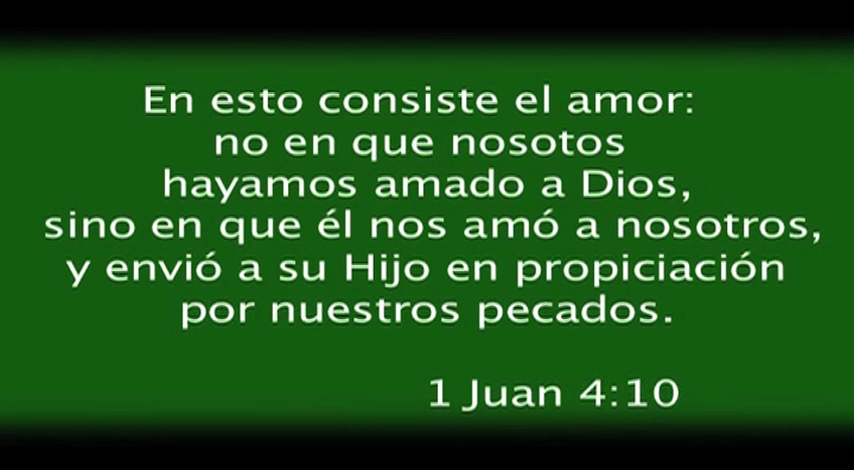 En esto consiste el amor:
no en que nosotos
hayamos amado a Dios,
sino en que él nos amó a nosotros,
y envió a su Hijo en propiciación
por nuestros pecados.
1 Juan 4:10